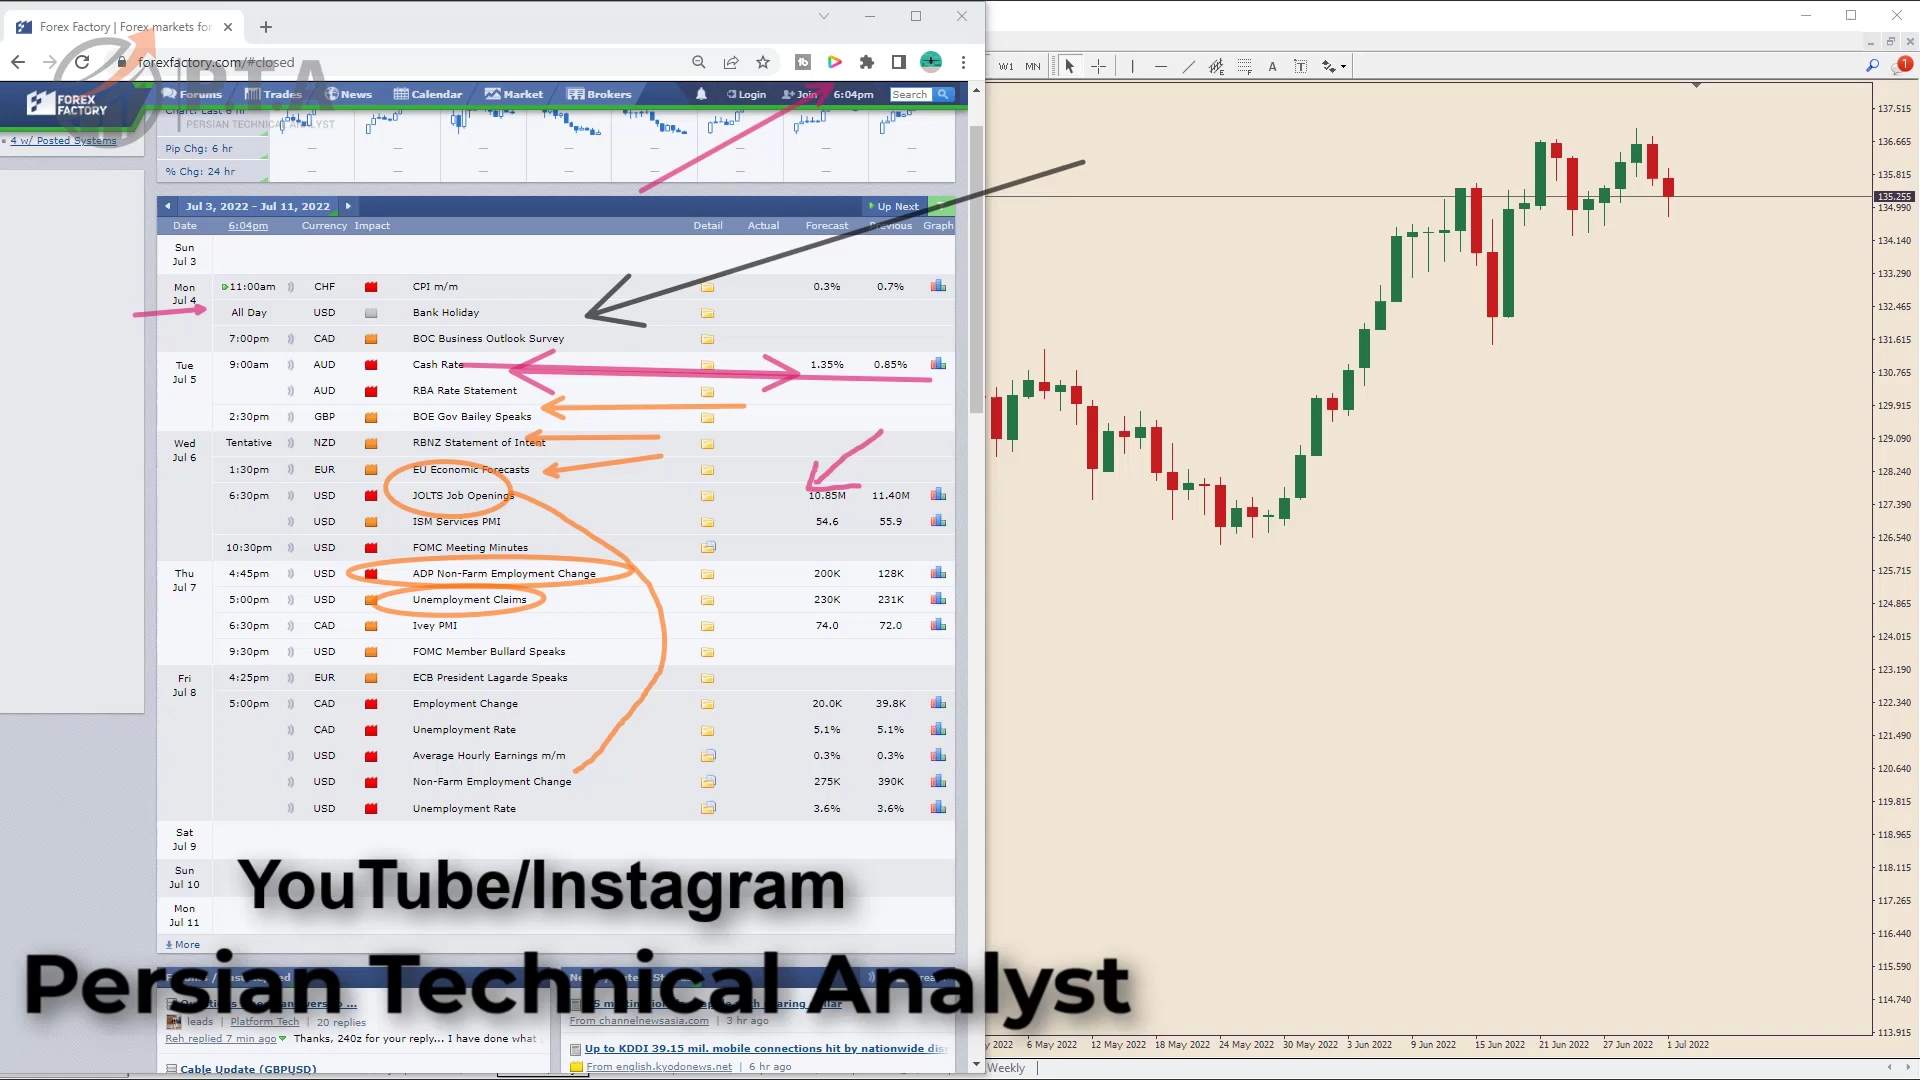 Forex Factory | Forex markets for
forexfactory.com/#closed
P.T.A
PERSIAN TECHNICAL ANALYST
FOREX FACTORY
Forums Trades News Calendar Market Brokers Login Join 6:04pm Search
4 w/ Posted Systems
Pip Chg: 6 hr
% Chg: 24 hr
Jul 3, 2022 - Jul 11, 2022 Up Next
Date 6:04pm Currency Impact Detail Actual Forecast Previous Graph
Sun Jul 3
Mon Jul 4 11:00am CHF CPI m/m 0.3% 0.7%
All Day USD Bank Holiday
7:00pm CAD BOC Business Outlook Survey
Tue Jul 5 9:00am AUD Cash Rate 1.35% 0.85%
AUD RBA Rate Statement
2:30pm GBP BOE Gov Bailey Speaks
Wed Jul 6 Tentative NZD RBNZ Statement of Intent
1:30pm EUR EU Economic Forecasts
6:30pm USD JOLTS Job Openings 10.85M 11.40M
USD ISM Services PMI 54.6 55.9
10:30pm USD FOMC Meeting Minutes
Thu Jul 7 4:45pm USD ADP Non-Farm Employment Change 200K 128K
5:00pm USD Unemployment Claims 230K 231K
6:30pm CAD Ivey PMI 74.0 72.0
9:30pm USD FOMC Member Bullard Speaks
Fri Jul 8 4:25pm EUR ECB President Lagarde Speaks
5:00pm CAD Employment Change 20.0K 39.8K
CAD Unemployment Rate 5.1% 5.1%
USD Average Hourly Earnings m/m 0.3% 0.3%
USD Non-Farm Employment Change 275K 390K
USD Unemployment Rate 3.6% 3.6%
Sat Jul 9
Sun Jul 10
Mon Jul 11
More
YouTube/Instagram
Persian Technical Analyst
leads | Platform Tech | 20 replies
Reh replied 7 min ago Thanks, 240z for your reply... I have done what
Cable Update (GBPUSD)
From channelnewsasia.com | 3 hr ago
Up to KDDI 39.15 mil. mobile connections hit by nationwide
From english.kyodonews.net | 6 hr ago
W1 MN A T 1
137.515
136.665
135.815
135.255
134.990
134.140
133.290
132.465
131.615
130.765
129.915
129.090
128.240
127.390
126.540
125.715
124.865
124.015
123.190
122.340
121.490
120.640
119.815
118.965
118.115
117.265
116.440
115.590
114.740
113.915
2022 6 May 2022 12 May 2022 18 May 2022 24 May 2022 30 May 2022 3 Jun 2022 9 Jun 2022 15 Jun 2022 21 Jun 2022 27 Jun 2022 1 Jul 2022
Weekly